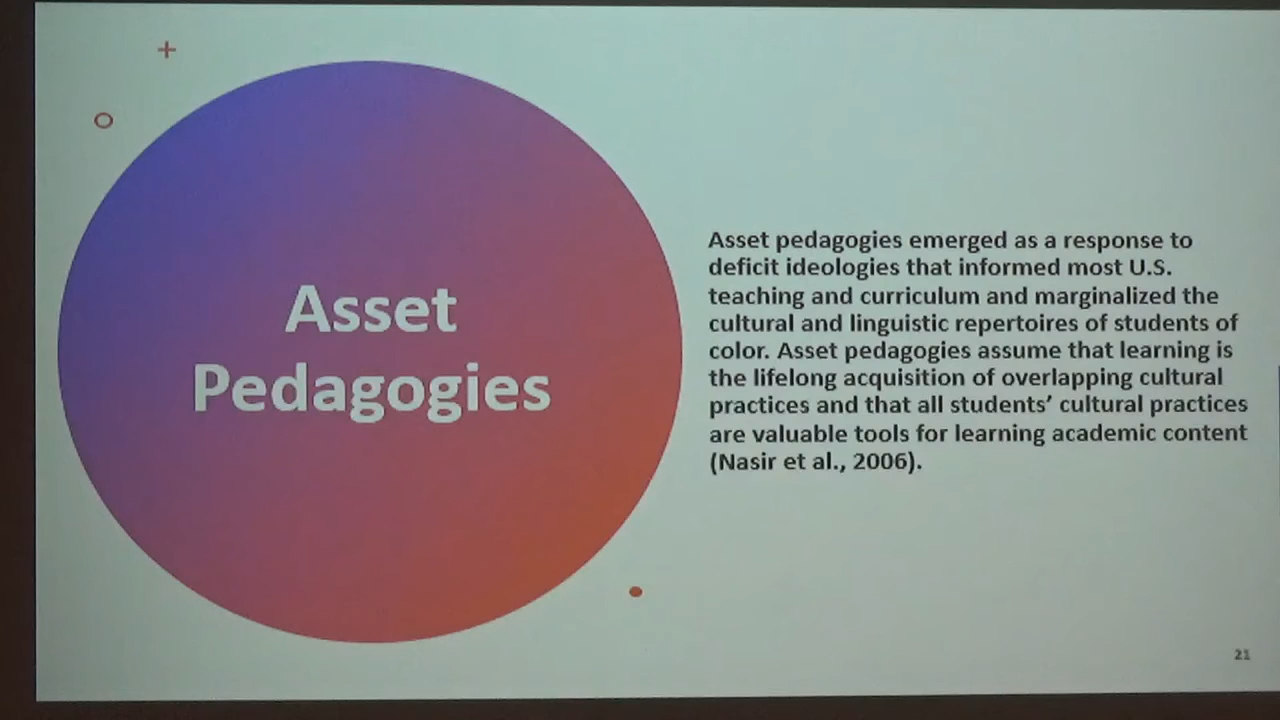 Asset
Pedagogies
Asset pedagogies emerged as a response to
deficit ideologies that informed most U.S.
teaching and curriculum and marginalized the
cultural and linguistic repertoires of students of
color. Asset pedagogies assume that learning is
the lifelong acquisition of overlapping cultural
practices and that all students’ cultural practices
are valuable tools for learning academic content
(Nasir et al., 2006).
21